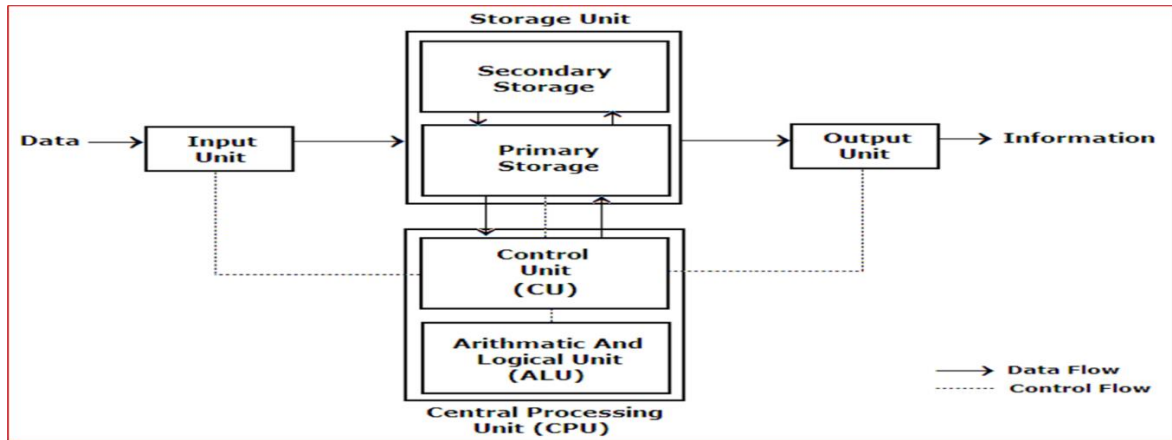 Storage Unit
Secondary
Storage
Data
Input
Unit
Primary
Storage
Output
Unit
Information
Control
Unit
(CU)
Arithmatic And
Logical Unit
(ALU)
Central Processing
Unit (CPU)
Data Flow
Control Flow